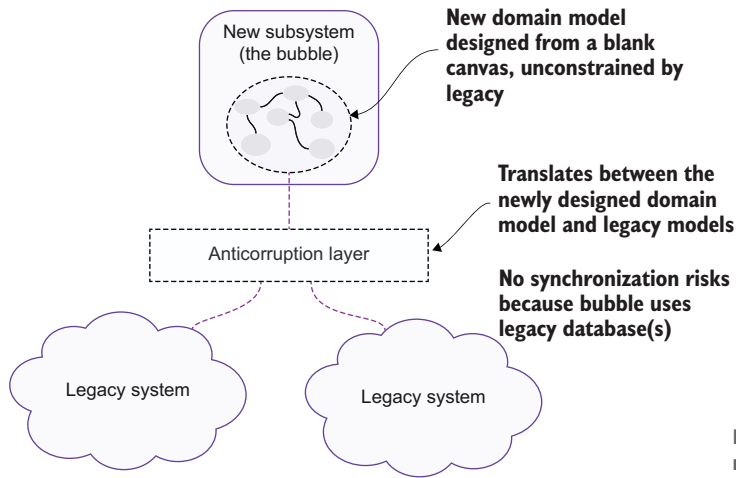 New subsystem
(the bubble)
New domain model
designed from a blank
canvas, unconstrained by
legacy
Translates between the
newly designed domain
model and legacy models
Anticorruption layer
No synchronization risks
because bubble uses
legacy database(s)
Legacy system
Legacy system